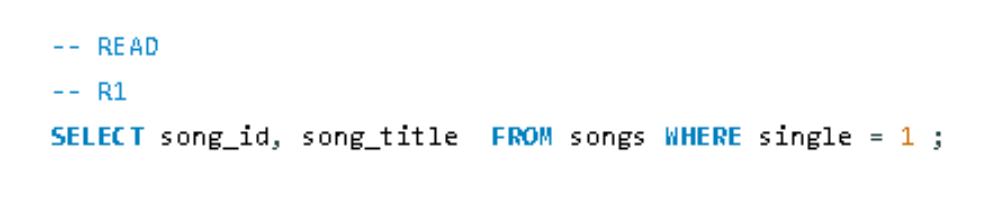 -- READ
-- R1
SELECT song_id, song_title  FROM songs WHERE single = 1 ;